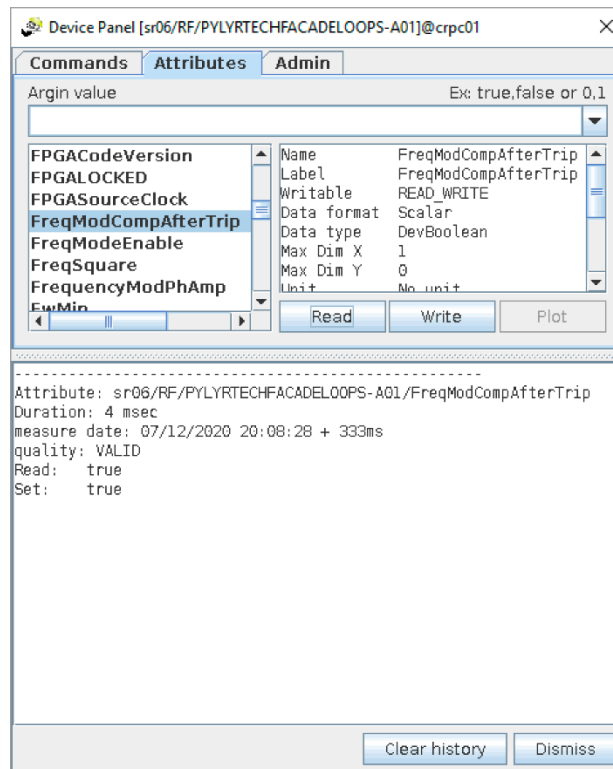 Device Panel [sr06/RF/PYLYRTECHFACADELOOPS-A01]@crpc01
Commands Attributes Admin
Argin value Ex: true,false or 0,1
FPGACodeVersion
FPGALOCKED
FPGASourceClock
FreqModCompAfterTrip
FreqModeEnable
FreqSquare
FrequencyModPhAmp
FwMin
Name FreqModCompAfterTrip
Label FreqModCompAfterTrip
Writable READ_WRITE
Data format Scalar
Data type DevBoolean
Max Dim X 1
Max Dim Y 0
Unit No unit
Read Write Plot
----------------------------------------------------
Attribute: sr06/RF/PYLYRTECHFACADELOOPS-A01/FreqModCompAfterTrip
Duration: 4 msec
measure date: 07/12/2020 20:08:28 + 333ms
quality: VALID
Read: true
Set: true
Clear history Dismiss